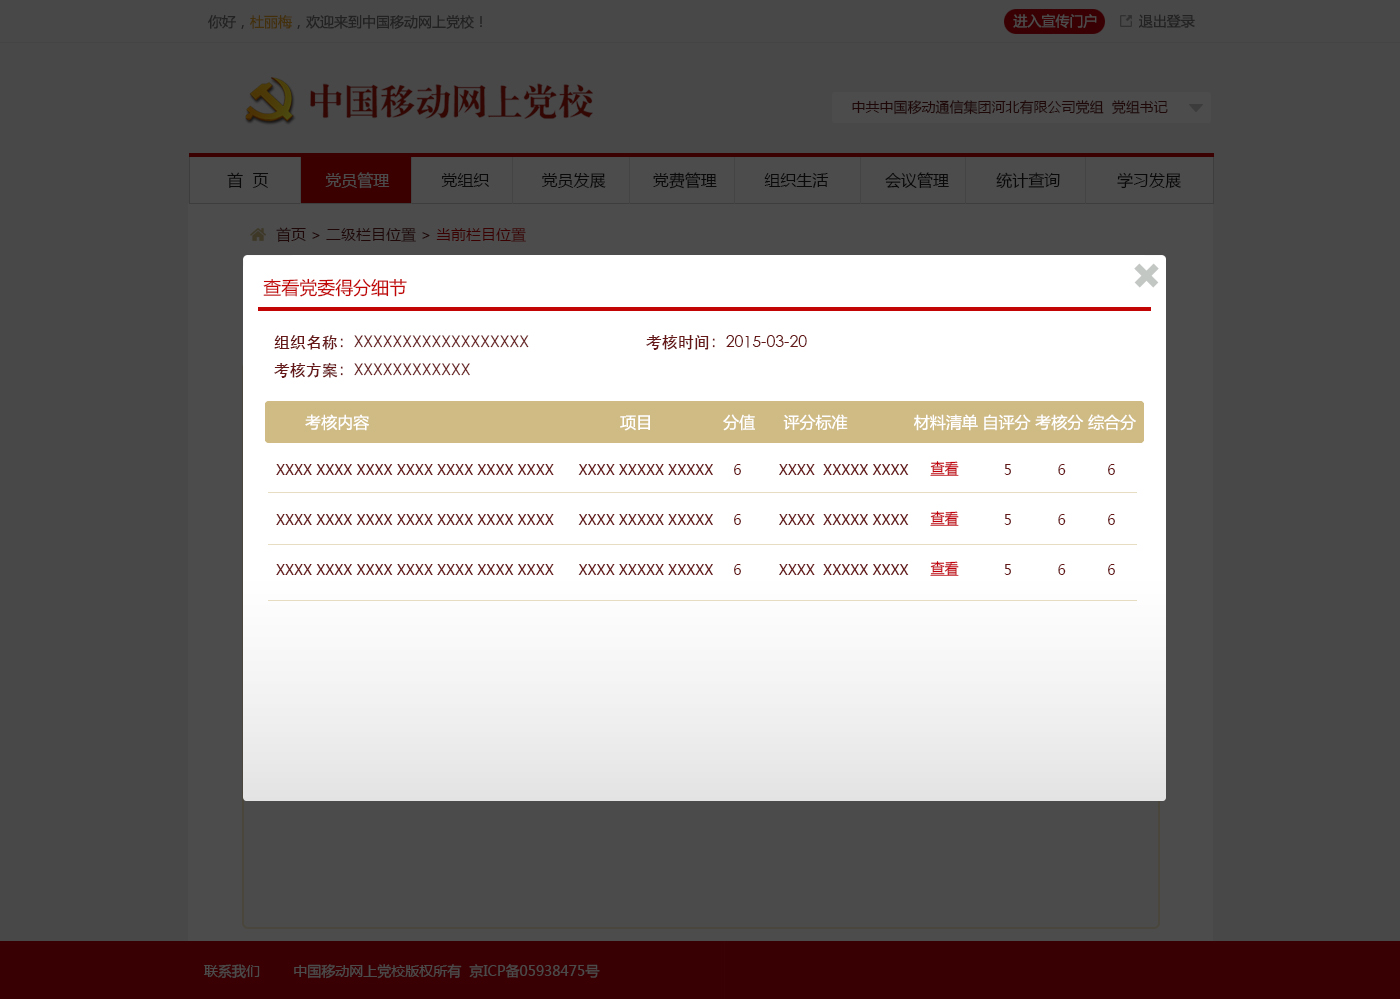 你好，杜丽梅，欢迎来到中国移动网上党校！
进入宣传门户 退出登录
中国移动网上党校
中共中国移动通信集团河北有限公司党组 党组书记
首 页 党员管理 党组织 党员发展 党费管理 组织生活 会议管理 统计查询 学习发展
首页 > 二级栏目位置 > 当前栏目位置
查看党委得分细节
组织名称：XXXXXXXXXXXXXXXXXX 考核时间：2015-03-20
考核方案：XXXXXXXXXXXX
考核内容 项目 分值 评分标准 材料清单 自评分 考核分 综合分
XXXX XXXX XXXX XXXX XXXX XXXX XXXX XXXX XXXXX XXXXX 6 XXXX XXXXX XXXX 查看 5 6 6
XXXX XXXX XXXX XXXX XXXX XXXX XXXX XXXX XXXXX XXXXX 6 XXXX XXXXX XXXX 查看 5 6 6
XXXX XXXX XXXX XXXX XXXX XXXX XXXX XXXX XXXXX XXXXX 6 XXXX XXXXX XXXX 查看 5 6 6
联系我们 中国移动网上党校版权所有 京ICP备05938475号